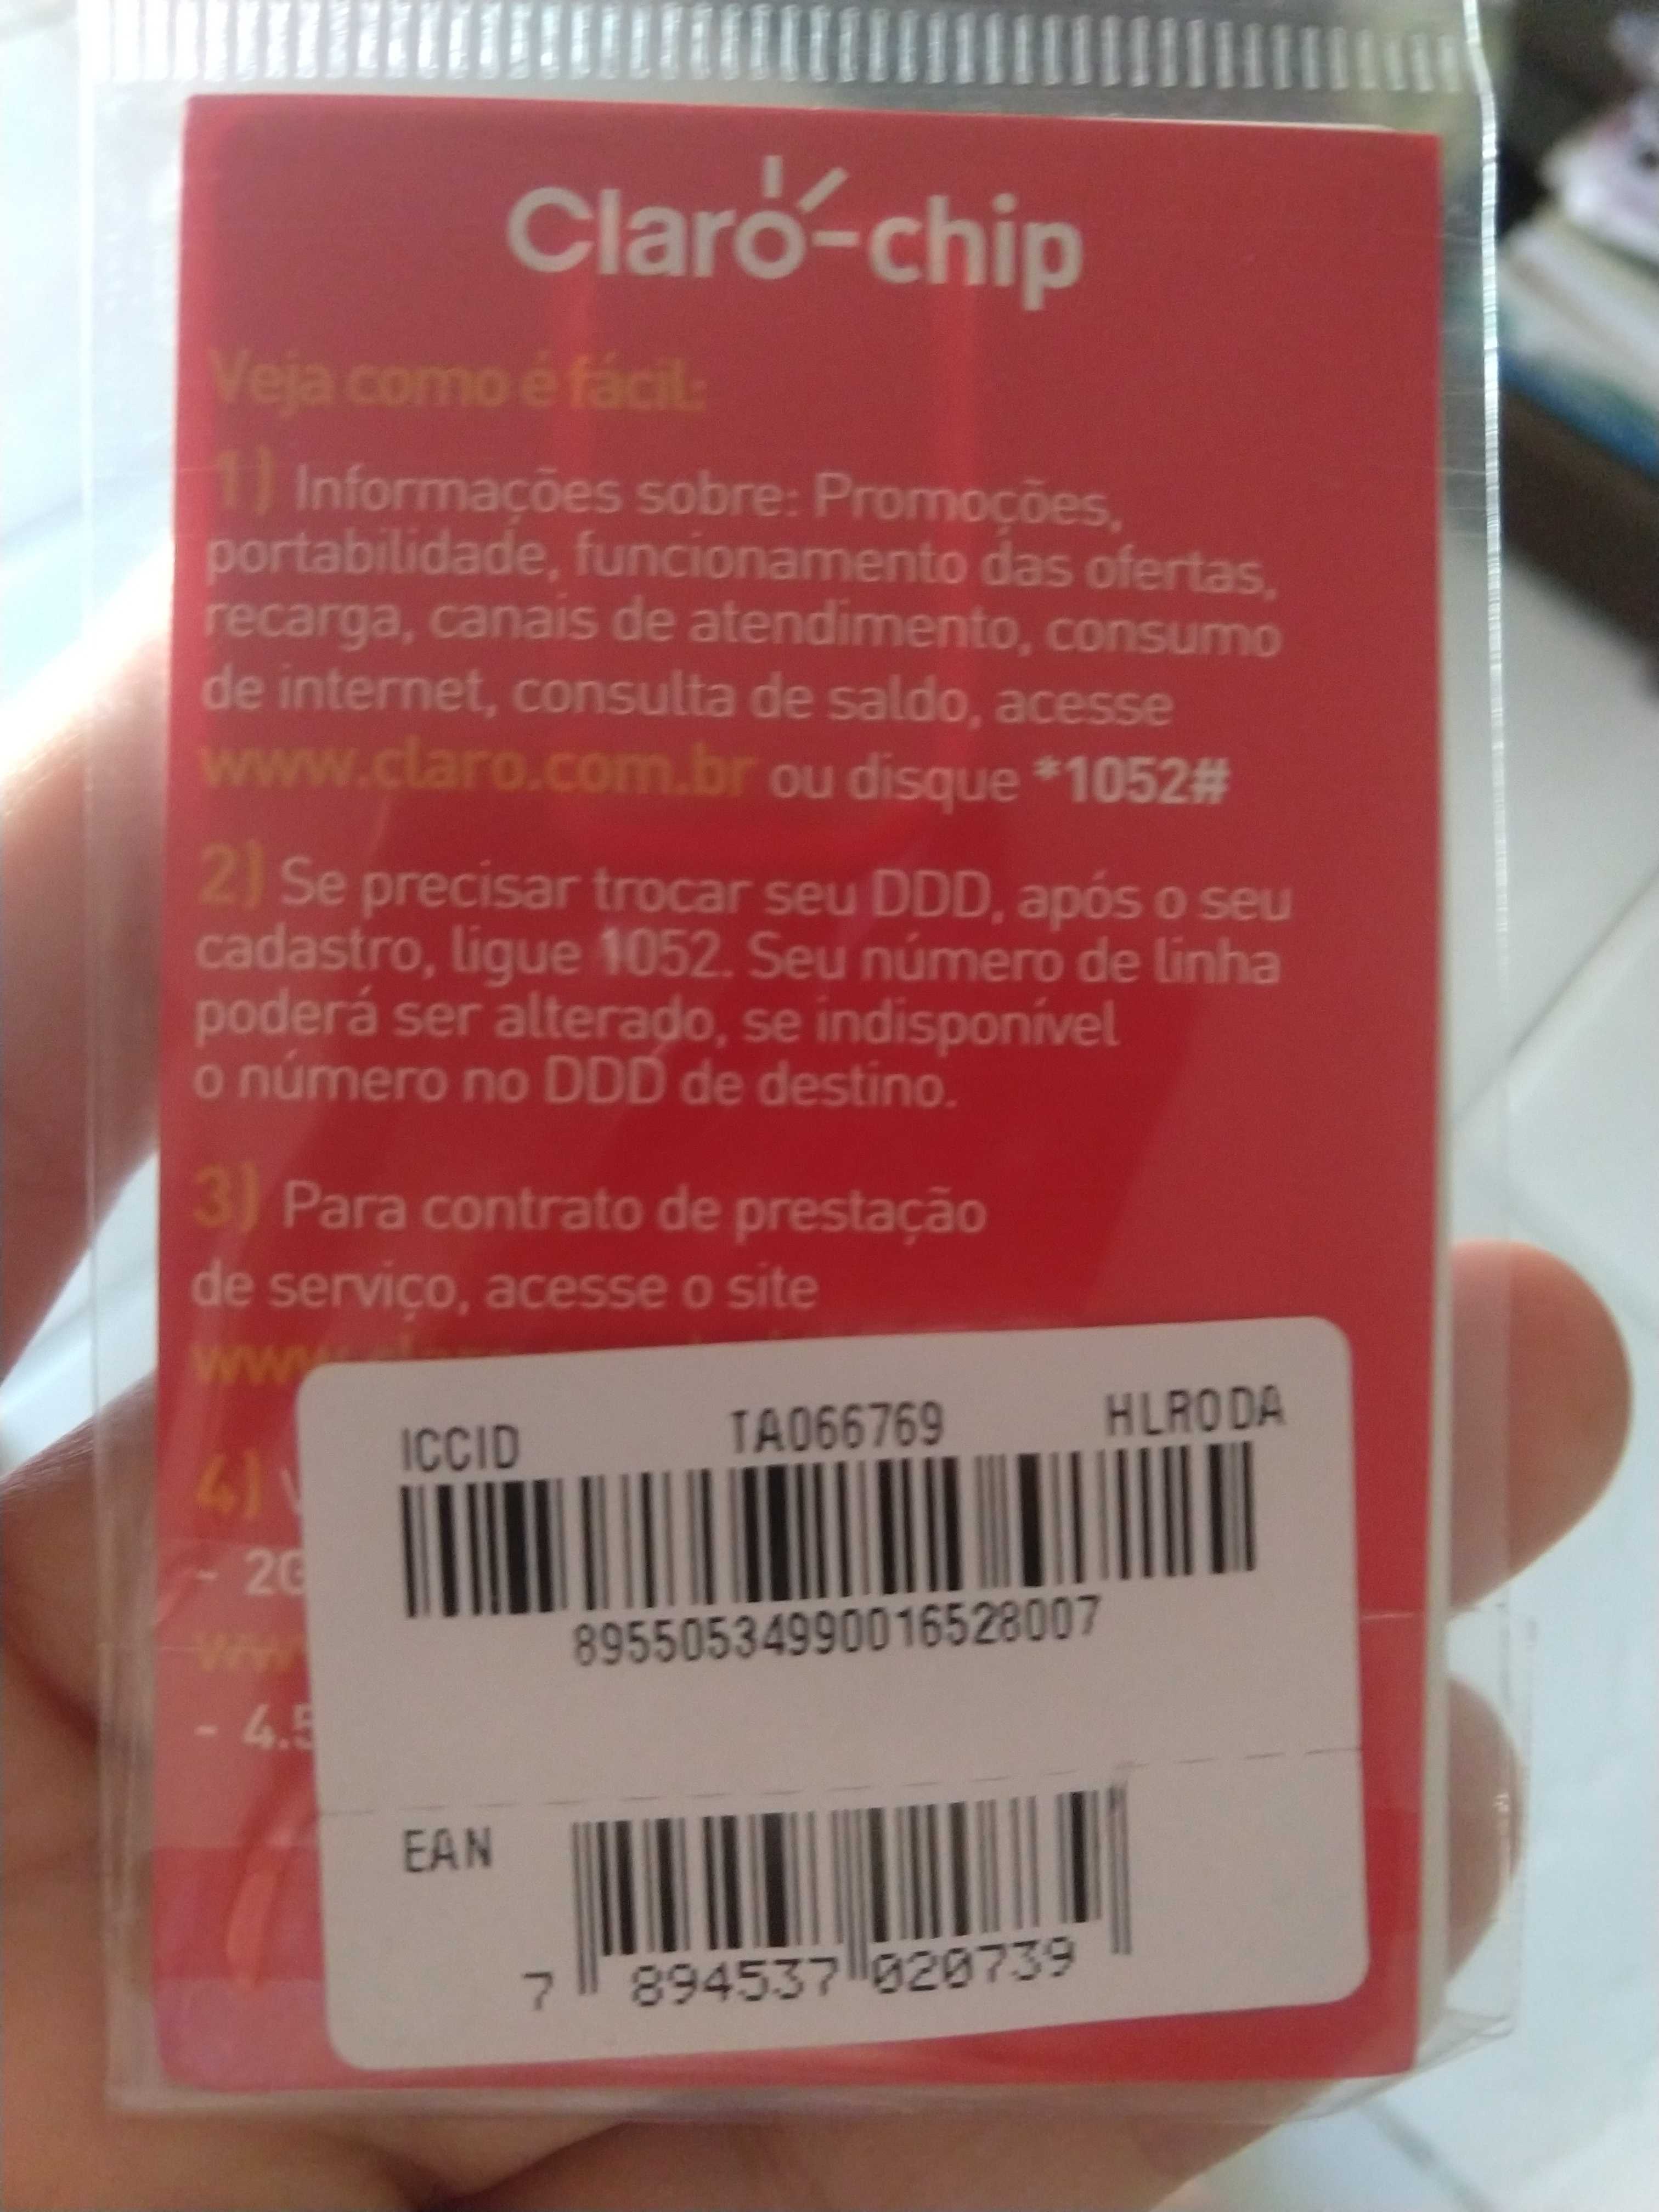 Claro-chip
Veja como é fácil:
1) Informações sobre: Promoções,
portabilidade, funcionamento das ofertas,
recarga, canais de atendimento, consumo
de internet, consulta de saldo, acesse
www.claro.com.br ou disque *1052#
2) Se precisar trocar seu DDD, após o seu
cadastro, ligue 1052. Seu número de linha
poderá ser alterado, se indisponível
o número no DDD de destino.
3) Para contrato de prestação
de serviço, acesse o site
www.
4)
- 2G
- 4.5
ICCID TA066769 HLR0DA
89550534990016528007
EAN
7 894537 020739